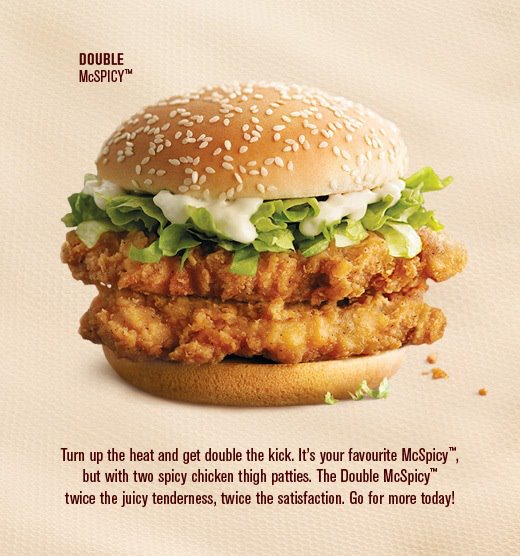 DOUBLE
McSPICY™
Turn up the heat and get double the kick. It's your favourite McSpicy™,
but with two spicy chicken thigh patties. The Double McSpicy™
twice the juicy tenderness, twice the satisfaction. Go for more today!